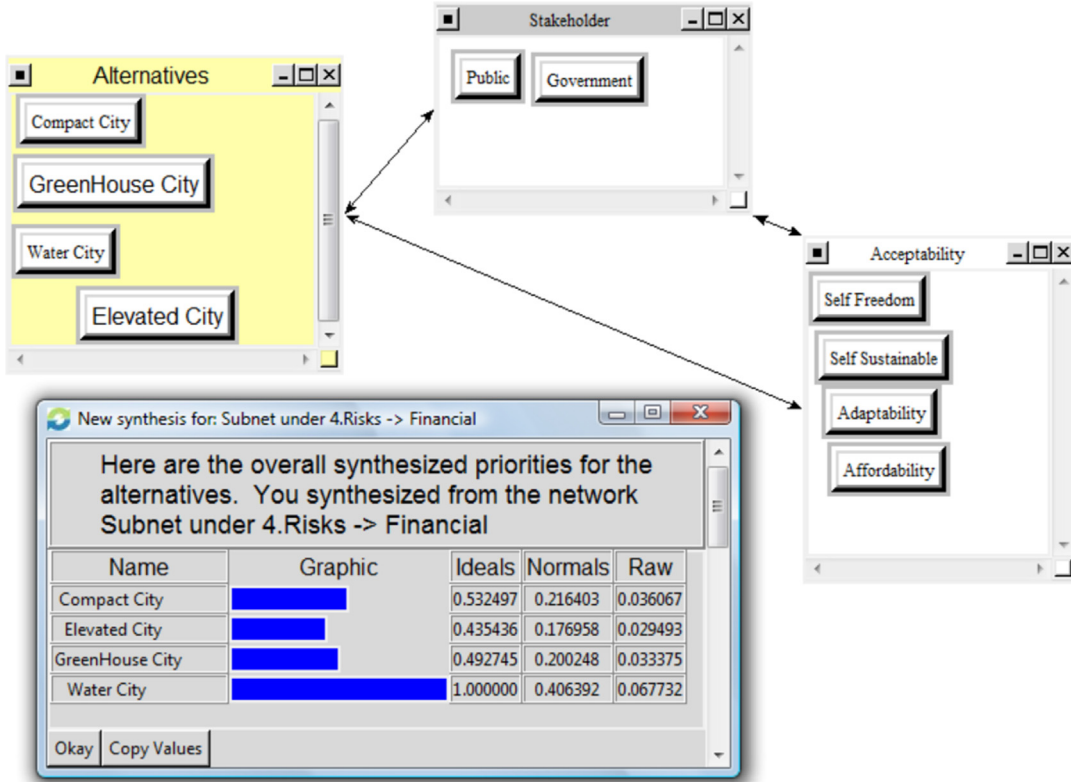 Stakeholder
Public
Government
Alternatives
Compact City
GreenHouse City
Water City
Elevated City
Acceptability
Self Freedom
Self Sustainable
Adaptability
Affordability
New synthesis for: Subnet under 4.Risks -> Financial
Here are the overall synthesized priorities for the
alternatives. You synthesized from the network
Subnet under 4.Risks -> Financial
Name Graphic Ideals Normals Raw
Compact City 0.532497 0.216403 0.036067
Elevated City 0.435436 0.176958 0.029493
GreenHouse City 0.492745 0.200248 0.033375
Water City 1.000000 0.406392 0.067732
Okay Copy Values